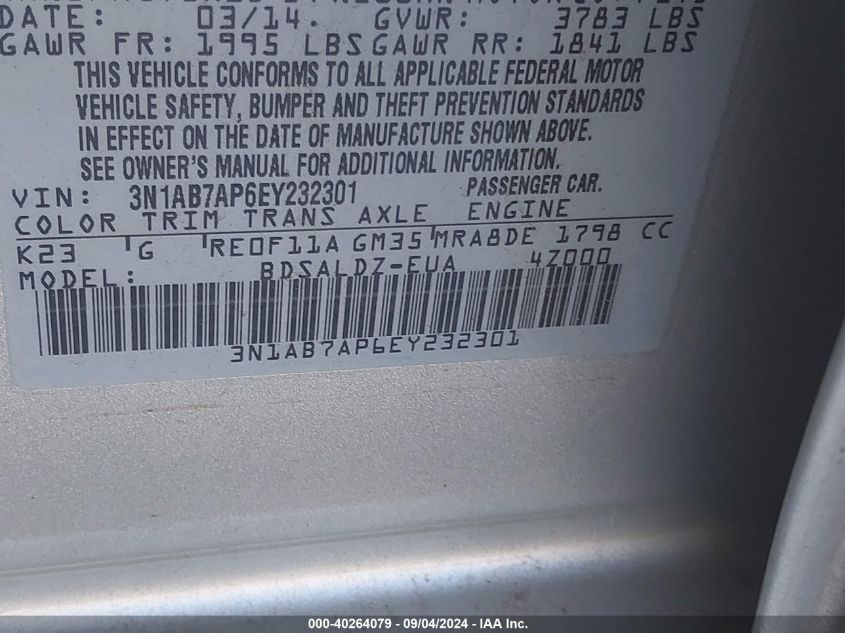 DATE: 03/14. GVWR: 3783 LBS
GAWR FR: 1995 LBS GAWR RR: 1841 LBS
THIS VEHICLE CONFORMS TO ALL APPLICABLE FEDERAL MOTOR
VEHICLE SAFETY, BUMPER AND THEFT PREVENTION STANDARDS
IN EFFECT ON THE DATE OF MANUFACTURE SHOWN ABOVE.
SEE OWNER'S MANUAL FOR ADDITIONAL INFORMATION.
VIN: 3N1AB7AP6EY232301 PASSENGER CAR.
COLOR TRIM TRANS AXLE ENGINE
K23 G RE0F11A GM35 MRA8DE 1798 CC
MODEL: BDSALDZ-EUA 4Z000
3N1AB7AP6EY232301
000-40264079 - 09/04/2024 - IAA Inc.